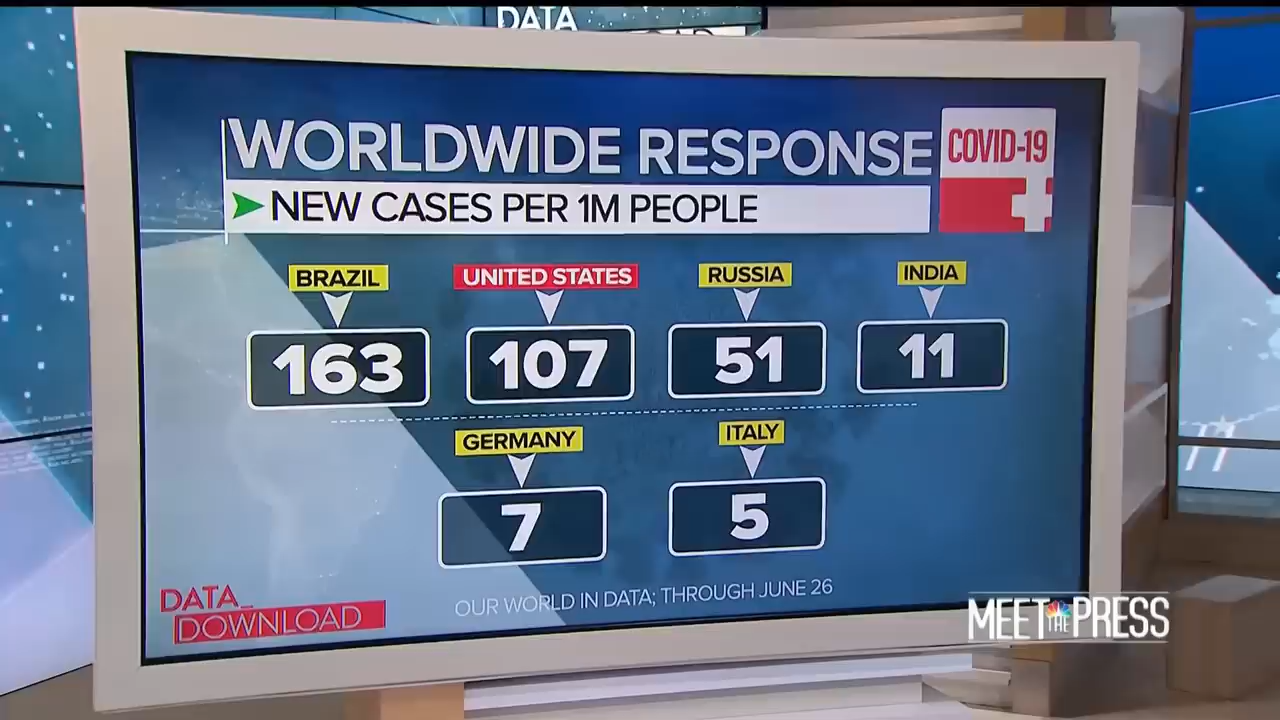 DATA
WORLDWIDE RESPONSE
COVID-19
NEW CASES PER 1M PEOPLE
BRAZIL
UNITED STATES
RUSSIA
INDIA
163
107
51
11
GERMANY
ITALY
7
5
DATA_
DOWNLOAD
OUR WORLD IN DATA; THROUGH JUNE 26
MEET THE PRESS